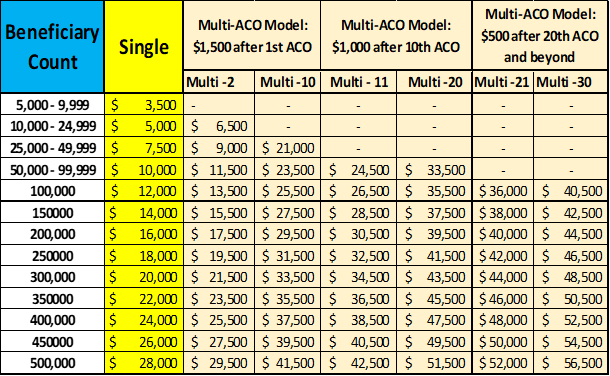 Beneficiary Count Single Multi-ACO Model: $1,500 after 1st ACO Multi-ACO Model: $1,000 after 10th ACO Multi-ACO Model: $500 after 20th ACO and beyond
Multi -2 Multi -10 Multi - 11 Multi -20 Multi -21 Multi -30
5,000 - 9,999 $ 3,500 - - - - - -
10,000 - 24,999 $ 5,000 $ 6,500 - - - - -
25,000 - 49,999 $ 7,500 $ 9,000 $ 21,000 - - - -
50,000 - 99,999 $ 10,000 $ 11,500 $ 23,500 $ 24,500 $ 33,500 - -
100,000 $ 12,000 $ 13,500 $ 25,500 $ 26,500 $ 35,500 $ 36,000 $ 40,500
150000 $ 14,000 $ 15,500 $ 27,500 $ 28,500 $ 37,500 $ 38,000 $ 42,500
200,000 $ 16,000 $ 17,500 $ 29,500 $ 30,500 $ 39,500 $ 40,000 $ 44,500
250000 $ 18,000 $ 19,500 $ 31,500 $ 32,500 $ 41,500 $ 42,000 $ 46,500
300,000 $ 20,000 $ 21,500 $ 33,500 $ 34,500 $ 43,500 $ 44,000 $ 48,500
350000 $ 22,000 $ 23,500 $ 35,500 $ 36,500 $ 45,500 $ 46,000 $ 50,500
400,000 $ 24,000 $ 25,500 $ 37,500 $ 38,500 $ 47,500 $ 48,000 $ 52,500
450000 $ 26,000 $ 27,500 $ 39,500 $ 40,500 $ 49,500 $ 50,000 $ 54,500
500,000 $ 28,000 $ 29,500 $ 41,500 $ 42,500 $ 51,500 $ 52,000 $ 56,500